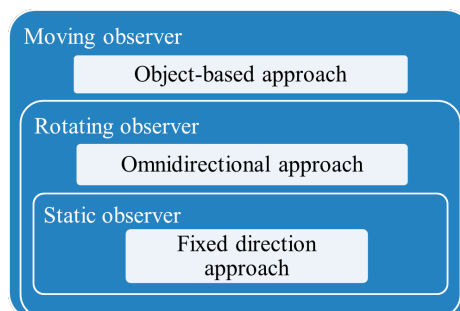 Moving observer
Object-based approach
Rotating observer
Omnidirectional approach
Static observer
Fixed direction
approach